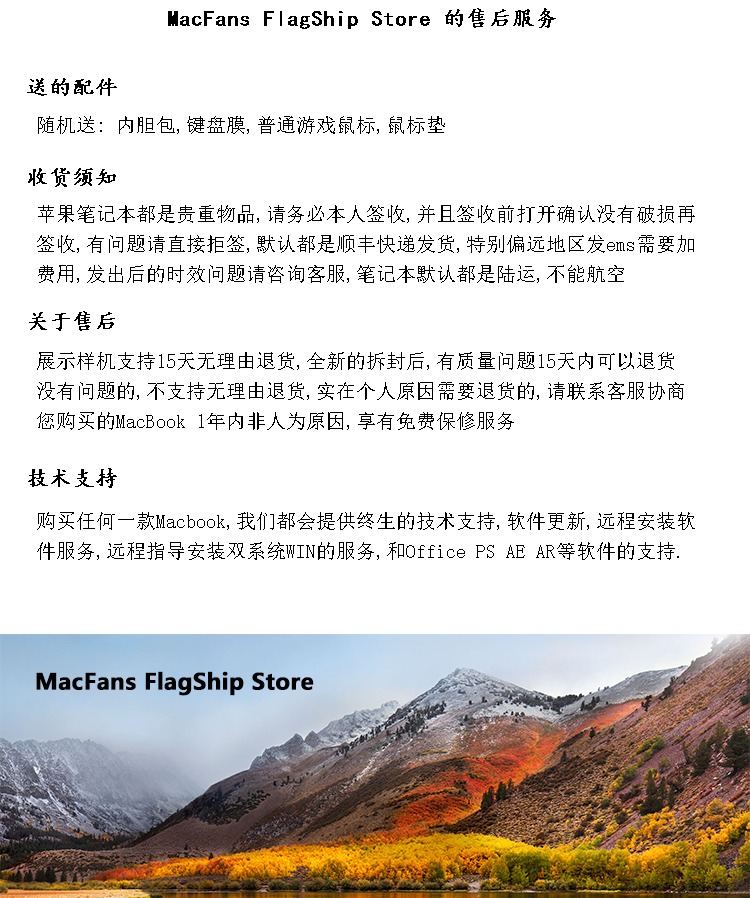 MacFans FlagShip Store 的售后服务
送的配件
随机送: 内胆包,键盘膜,普通游戏鼠标,鼠标垫
收货须知
苹果笔记本都是贵重物品,请务必本人签收,并且签收前打开确认没有破损再
签收,有问题请直接拒签,默认都是顺丰快递发货,特别偏远地区发ems需要加
费用,发出后的时效问题请咨询客服,笔记本默认都是陆运,不能航空
关于售后
展示样机支持15天无理由退货,全新的拆封后,有质量问题15天内可以退货
没有问题的,不支持无理由退货,实在个人原因需要退货的,请联系客服协商
您购买的MacBook 1年内非人为原因,享有免费保修服务
技术支持
购买任何一款Macbook,我们都会提供终生的技术支持,软件更新,远程安装软
件服务,远程指导安装双系统WIN的服务,和Office PS AE AR等软件的支持.
MacFans FlagShip Store